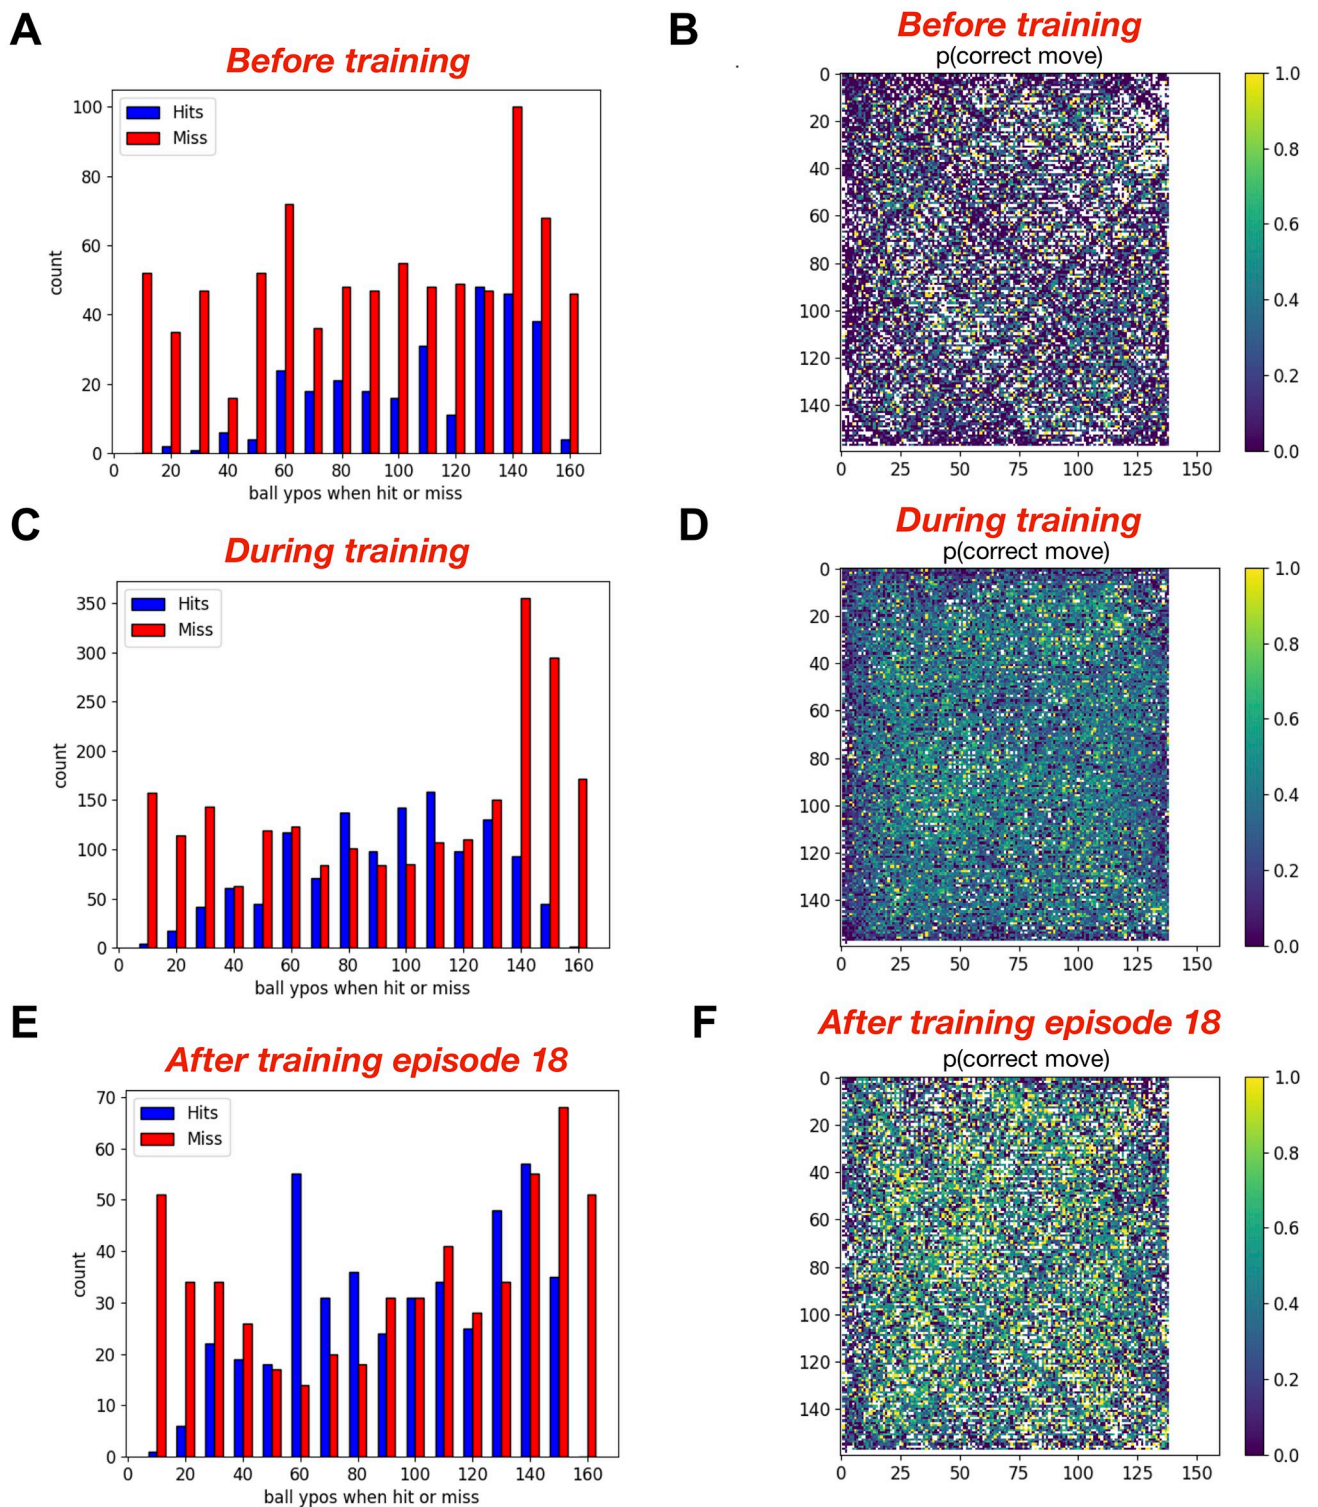 A
Before training
Hits
Miss
100
80
60
40
20
0
count
0 20 40 60 80 100 120 140 160
ball ypos when hit or miss
B
Before training
p(correct move)
0
20
40
60
80
100
120
140
0 25 50 75 100 125 150
1.0
0.8
0.6
0.4
0.2
0.0
C
During training
Hits
Miss
350
300
250
200
150
100
50
0
count
0 20 40 60 80 100 120 140 160
ball ypos when hit or miss
D
During training
p(correct move)
0
20
40
60
80
100
120
140
0 25 50 75 100 125 150
1.0
0.8
0.6
0.4
0.2
0.0
E
After training episode 18
Hits
Miss
70
60
50
40
30
20
10
0
count
0 20 40 60 80 100 120 140 160
ball ypos when hit or miss
F
After training episode 18
p(correct move)
0
20
40
60
80
100
120
140
0 25 50 75 100 125 150
1.0
0.8
0.6
0.4
0.2
0.0